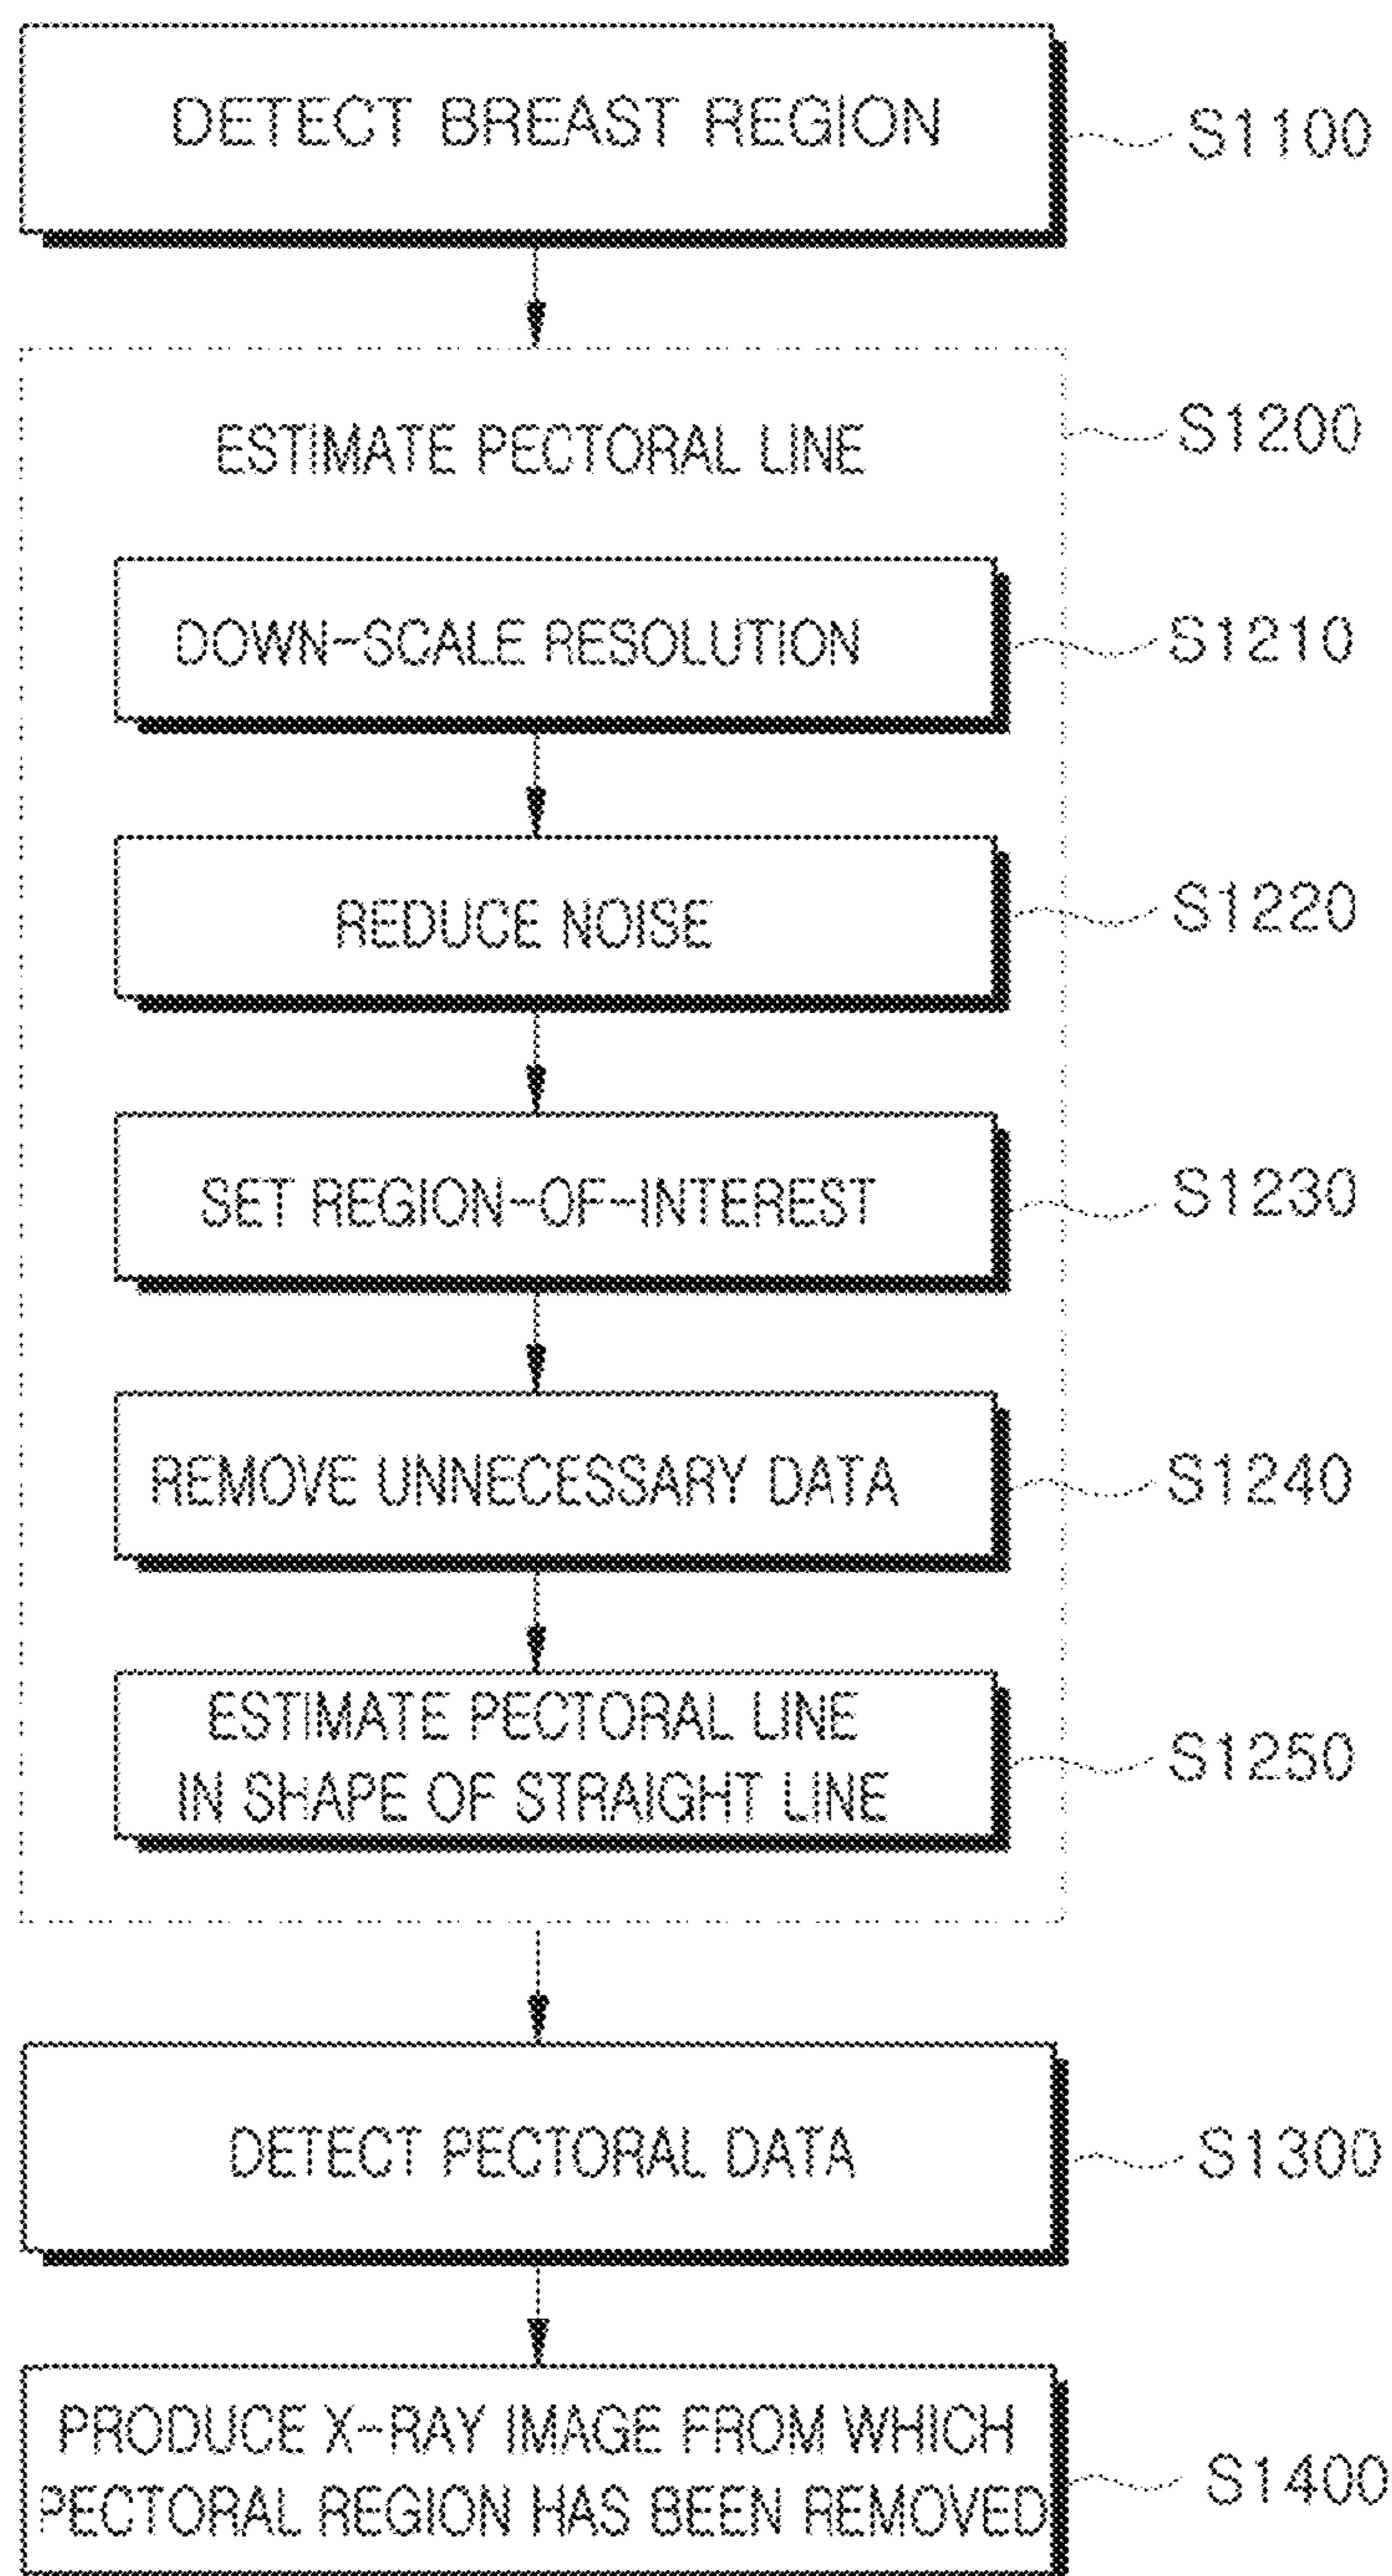 DETECT BREAST REGION
S1100
ESTIMATE PECTORAL LINE
S1200
DOWN-SCALE RESOLUTION
S1210
REDUCE NOISE
S1220
SET REGION-OF-INTEREST
S1230
REMOVE UNNECESSARY DATA
S1240
ESTIMATE PECTORAL LINE
IN SHAPE OF STRAIGHT LINE
S1250
DETECT PECTORAL DATA
S1300
PRODUCE X-RAY IMAGE FROM WHICH
PECTORAL REGION HAS BEEN REMOVED
S1400